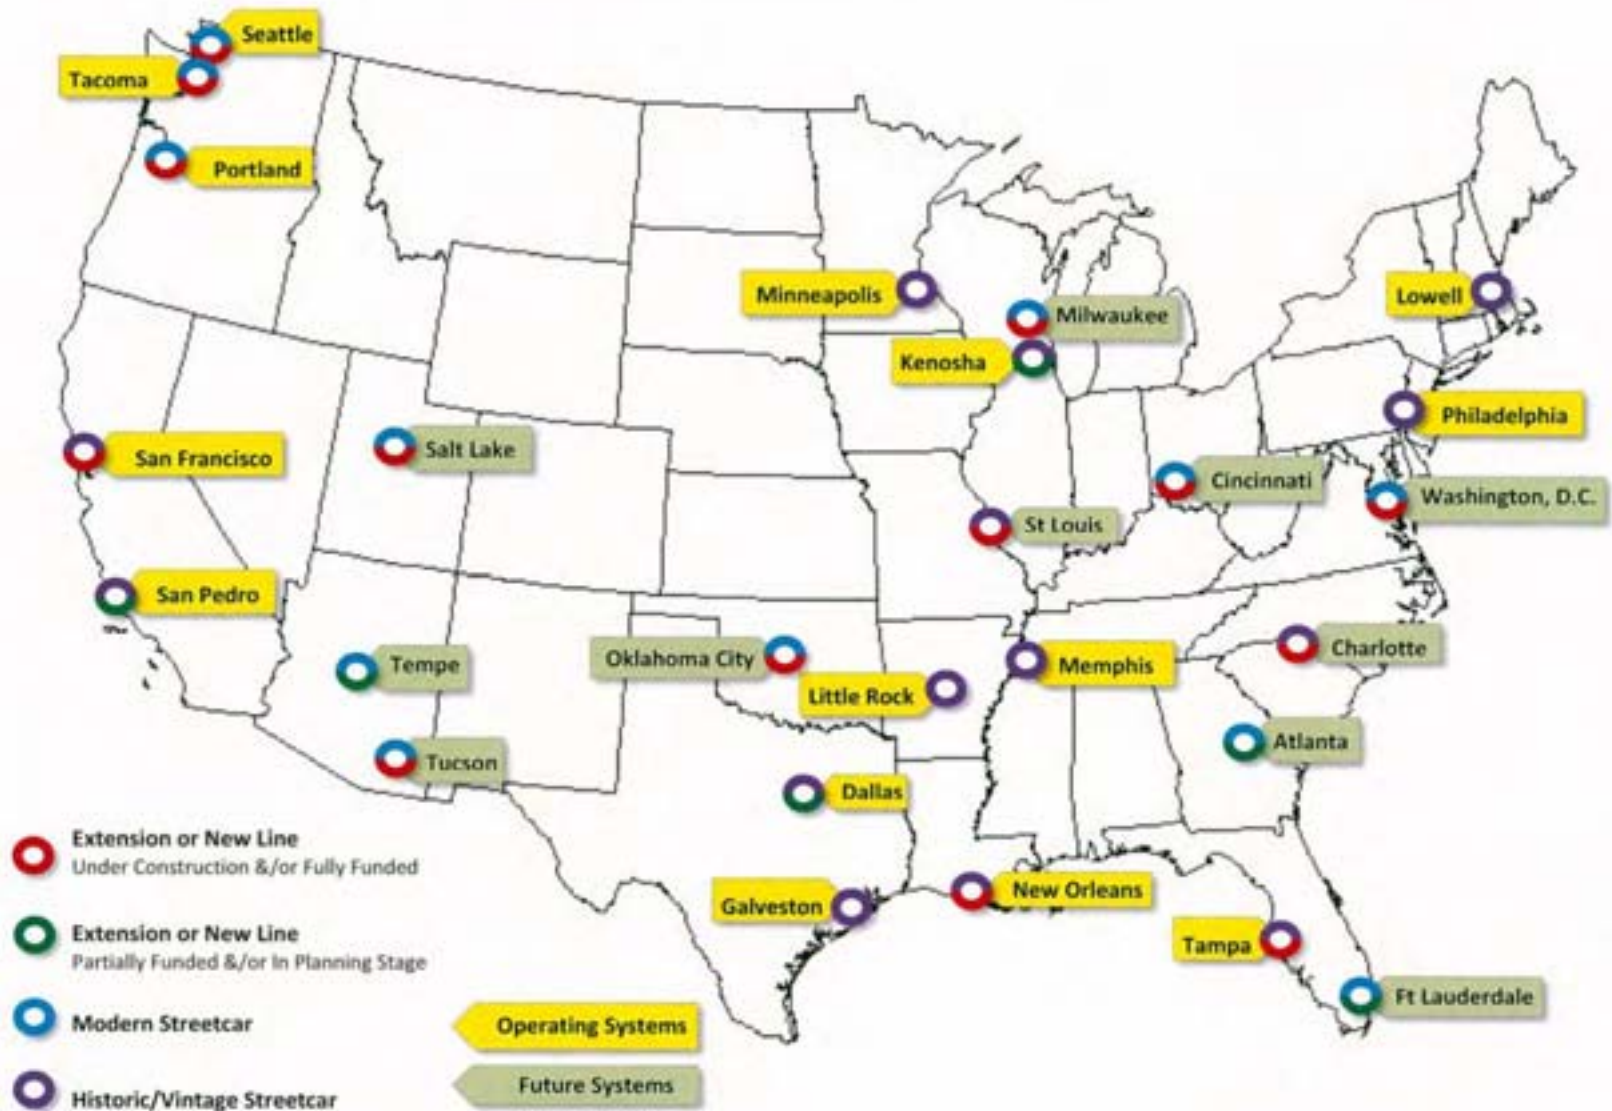 Seattle
Tacoma
Portland
Minneapolis
Milwaukee
Lowell
Kenosha
Philadelphia
San Francisco
Salt Lake
Cincinnati
Washington, D.C.
St Louis
San Pedro
Tempe
Oklahoma City
Memphis
Charlotte
Little Rock
Atlanta
Tucson
Dallas
Extension or New Line
Under Construction &/or Fully Funded
Galveston
New Orleans
Tampa
Extension or New Line
Partially Funded &/or In Planning Stage
Ft Lauderdale
Modern Streetcar
Operating Systems
Future Systems
Historic/Vintage Streetcar